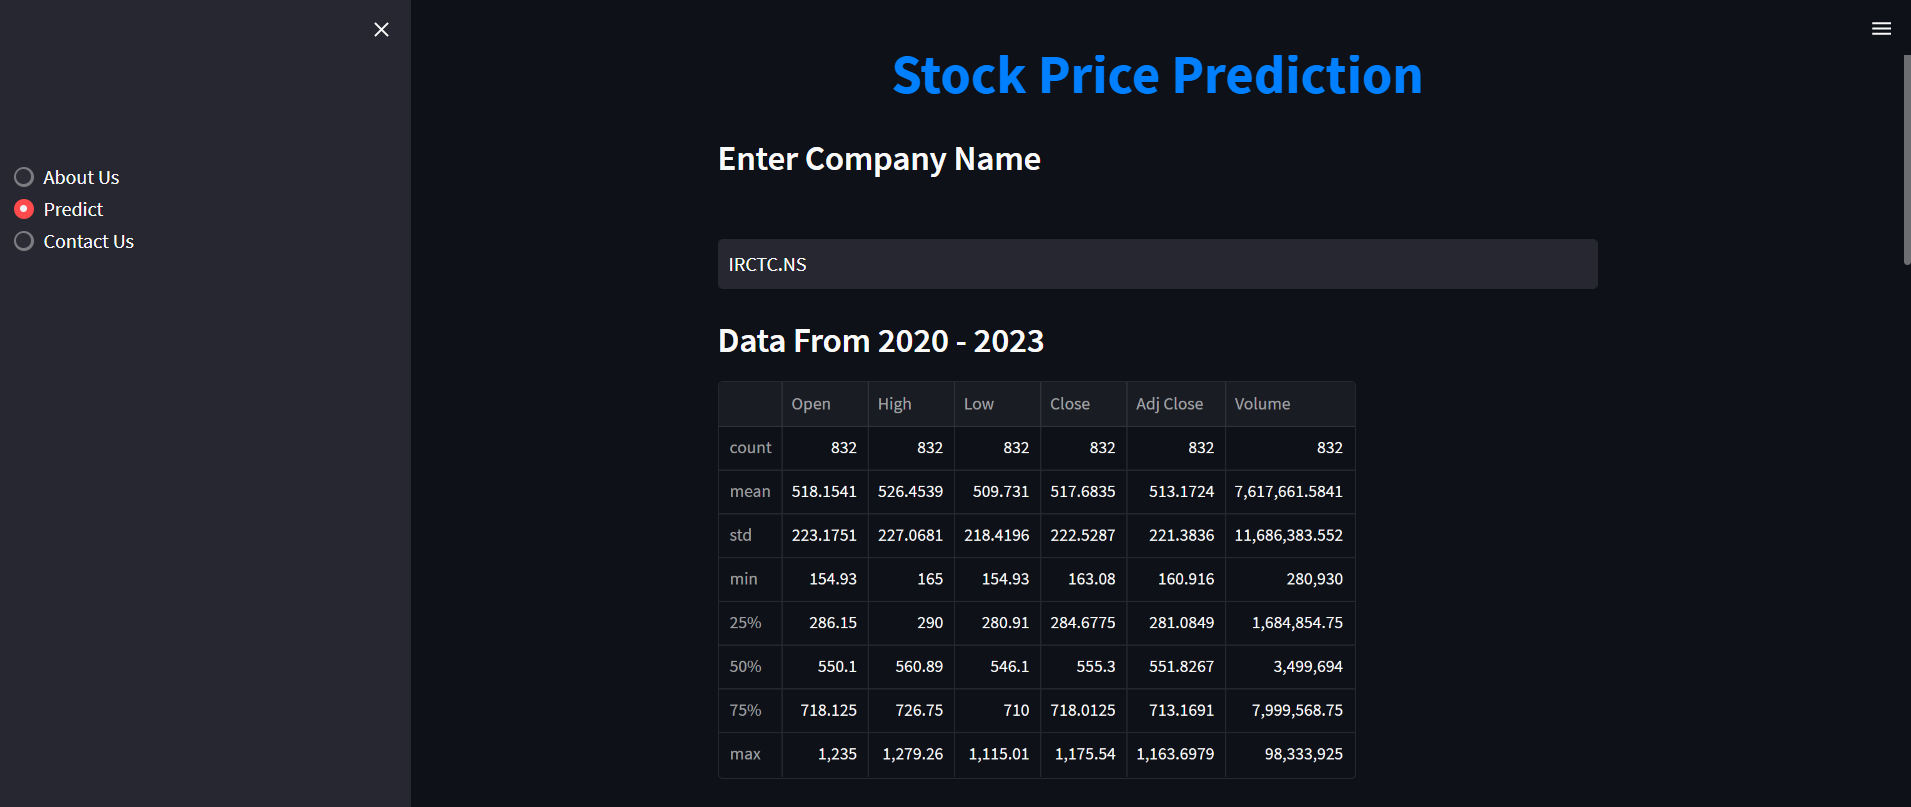 About Us
Predict
Contact Us
Stock Price Prediction
Enter Company Name
IRCTC.NS
Data From 2020 - 2023
Open High Low Close Adj Close Volume
count 832 832 832 832 832 832
mean 518.1541 526.4539 509.731 517.6835 513.1724 7,617,661.5841
std 223.1751 227.0681 218.4196 222.5287 221.3836 11,686,383.552
min 154.93 165 154.93 163.08 160.916 280,930
25% 286.15 290 280.91 284.6775 281.0849 1,684,854.75
50% 550.1 560.89 546.1 555.3 551.8267 3,499,694
75% 718.125 726.75 710 718.0125 713.1691 7,999,568.75
max 1,235 1,279.26 1,115.01 1,175.54 1,163.6979 98,333,925